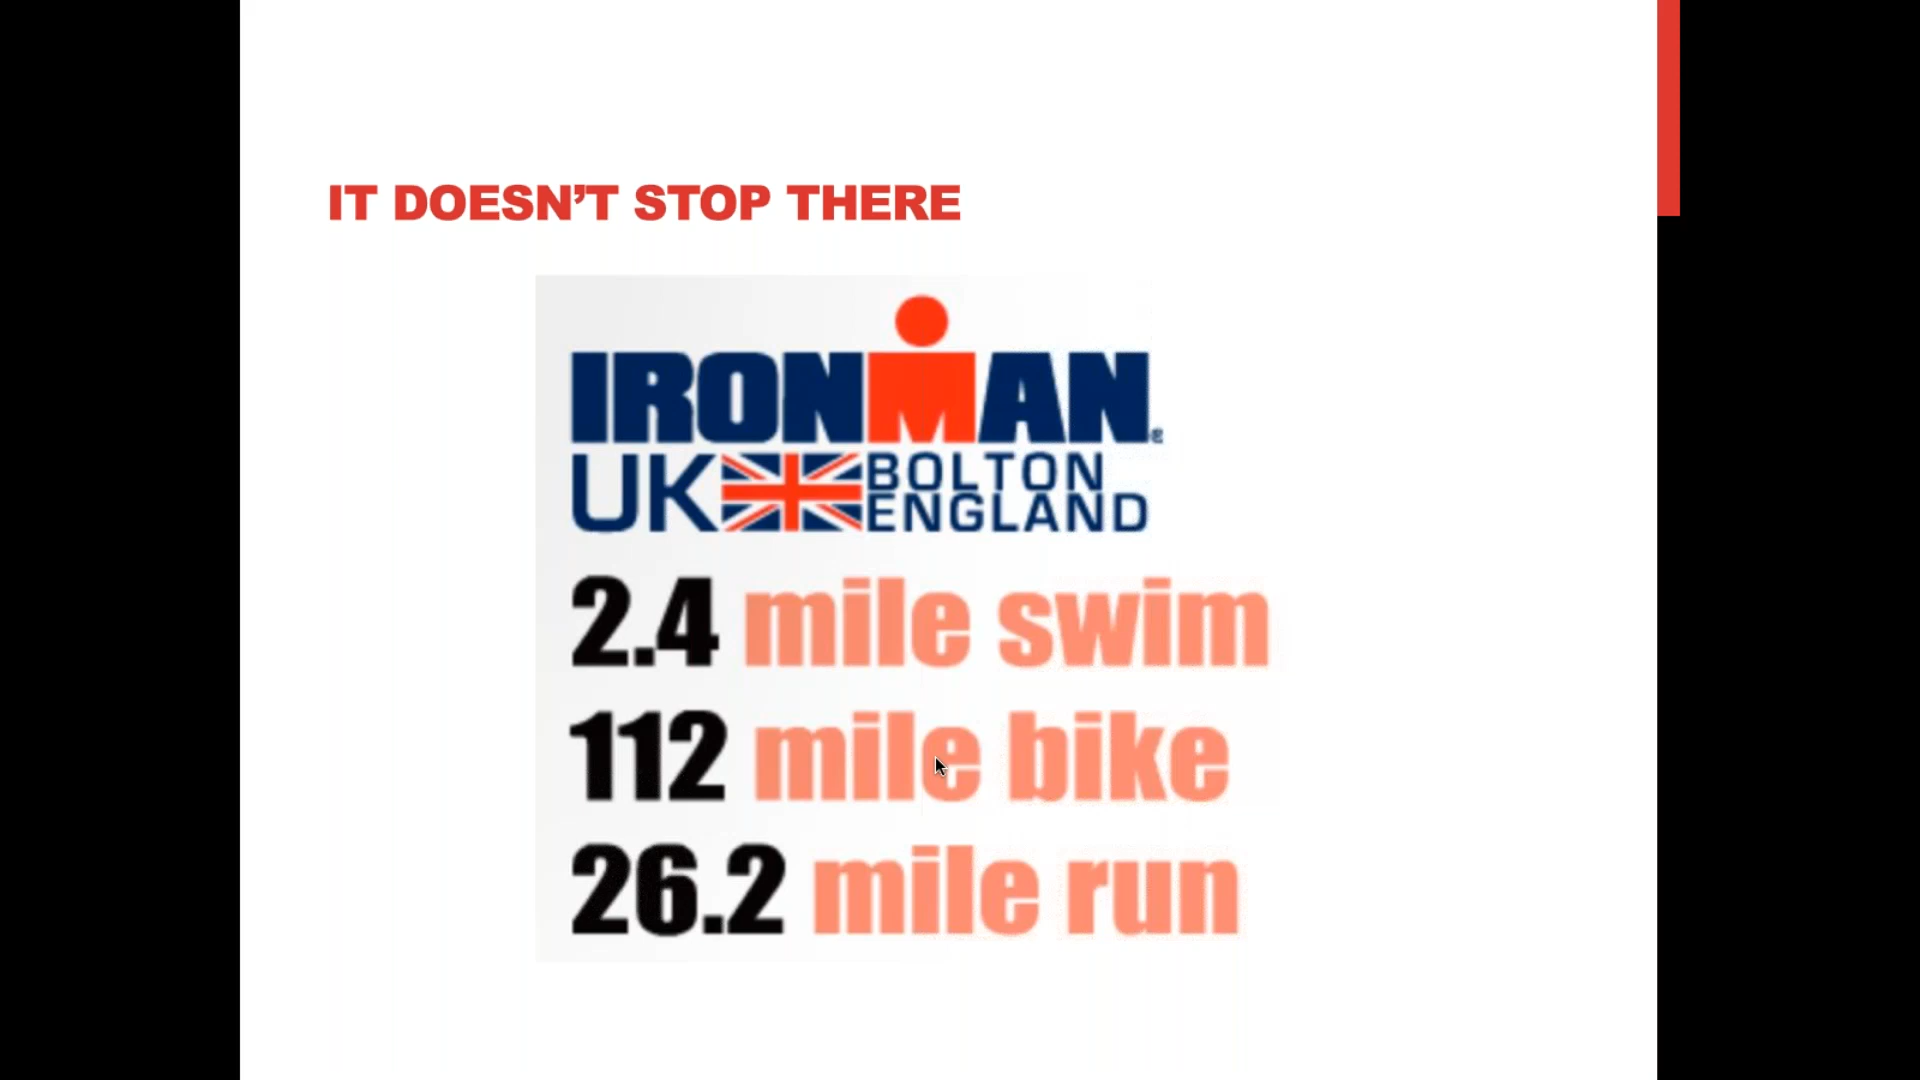 IT DOESN’T STOP THERE
IRONMAN®
UK BOLTON
ENGLAND
2.4 mile swim
112 mile bike
26.2 mile run